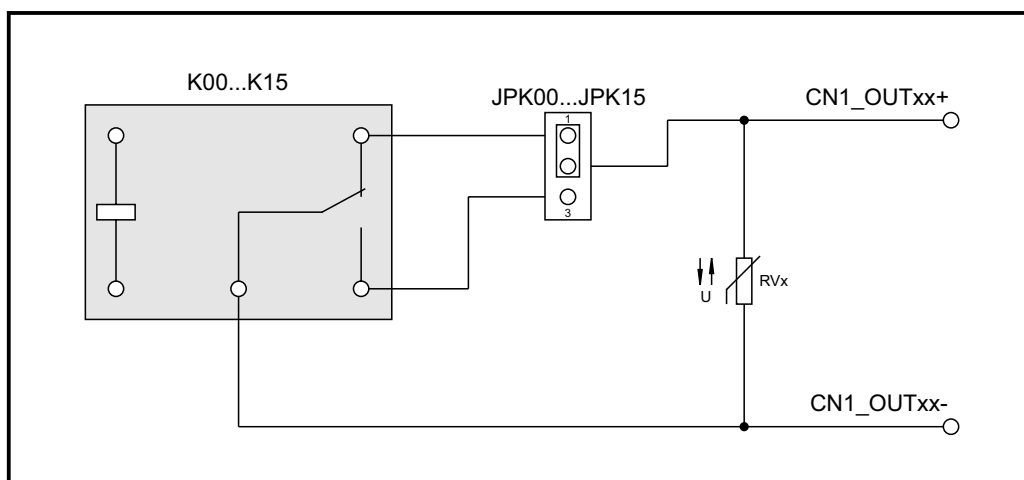 K00...K15
JPK00...JPK15
CN1_OUTxx+
1
3
U
RVx
CN1_OUTxx-